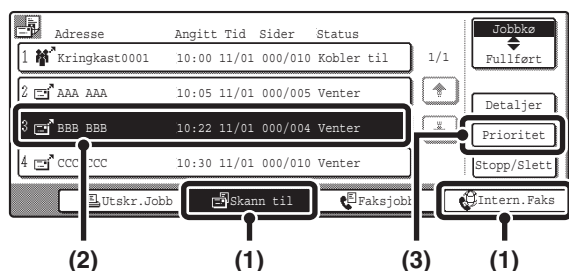 Adresse Angitt Tid Sider Status
Jobbkø
Fullført
1 Kringkast0001 10:00 11/01 000/010 Kobler til
1/1
2 AAA AAA 10:05 11/01 000/005 Venter
Detaljer
3 BBB BBB 10:22 11/01 000/004 Venter
Prioritet
4 CCC CCC 10:30 11/01 000/010 Venter
Stopp/Slett
Utskr.Jobb Skann til Faksjobb Intern.Faks
(2) (1) (3) (1)